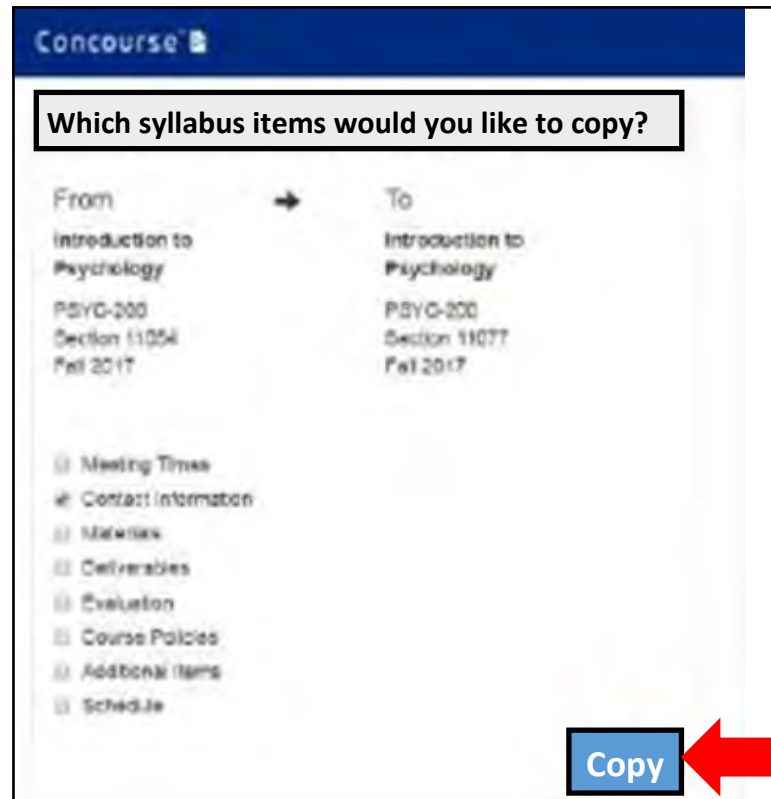 Concourse
Which syllabus items would you like to copy?
From To
Introduction to Introduction to
Psychology Psychology
PSYC-200 PSYC-200
Section 11054 Section 11077
Fall 2017 Fall 2017
Meeting Times
Contact Information
Materials
Deliverables
Evaluation
Course Policies
Additional Items
Schedule
Copy